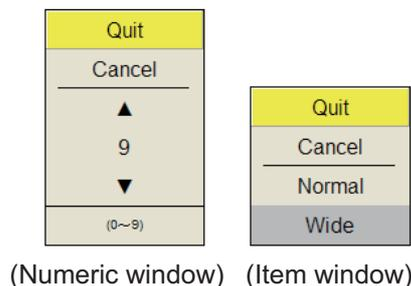 Quit
Cancel
▲
9
▼
(0～9)
(Numeric window)
Quit
Cancel
Normal
Wide
(Item window)